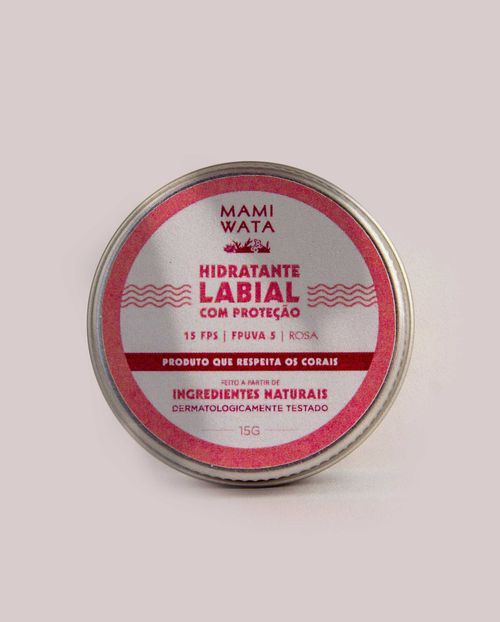 MAMI
WATA
HIDRATANTE
LABIAL
COM PROTEÇÃO
15 FPS | FPUVA 5 | ROSA
PRODUTO QUE RESPEITA OS CORAIS
FEITO A PARTIR DE
INGREDIENTES NATURAIS
DERMATOLOGICAMENTE TESTADO
15G